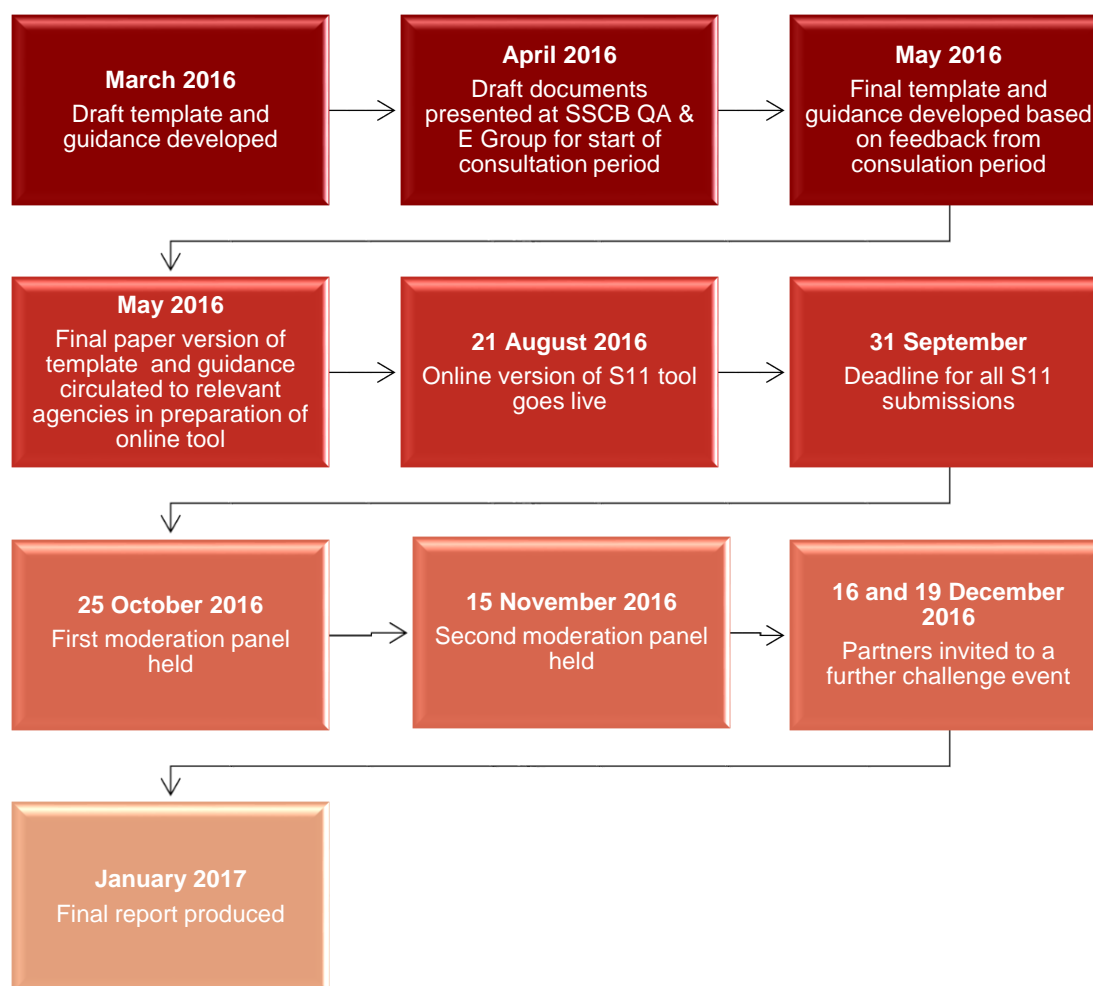 March 2016
Draft template and
guidance developed
April 2016
Draft documents
presented at SSCB QA &
E Group for start of
consultation period
May 2016
Final template and
guidance developed based
on feedback from
consulation period
May 2016
Final paper version of
template and guidance
circulated to relevant
agencies in preparation of
online tool
21 August 2016
Online version of S11 tool
goes live
31 September
Deadline for all S11
submissions
25 October 2016
First moderation panel
held
15 November 2016
Second moderation panel
held
16 and 19 December
2016
Partners invited to a
further challenge event
January 2017
Final report produced